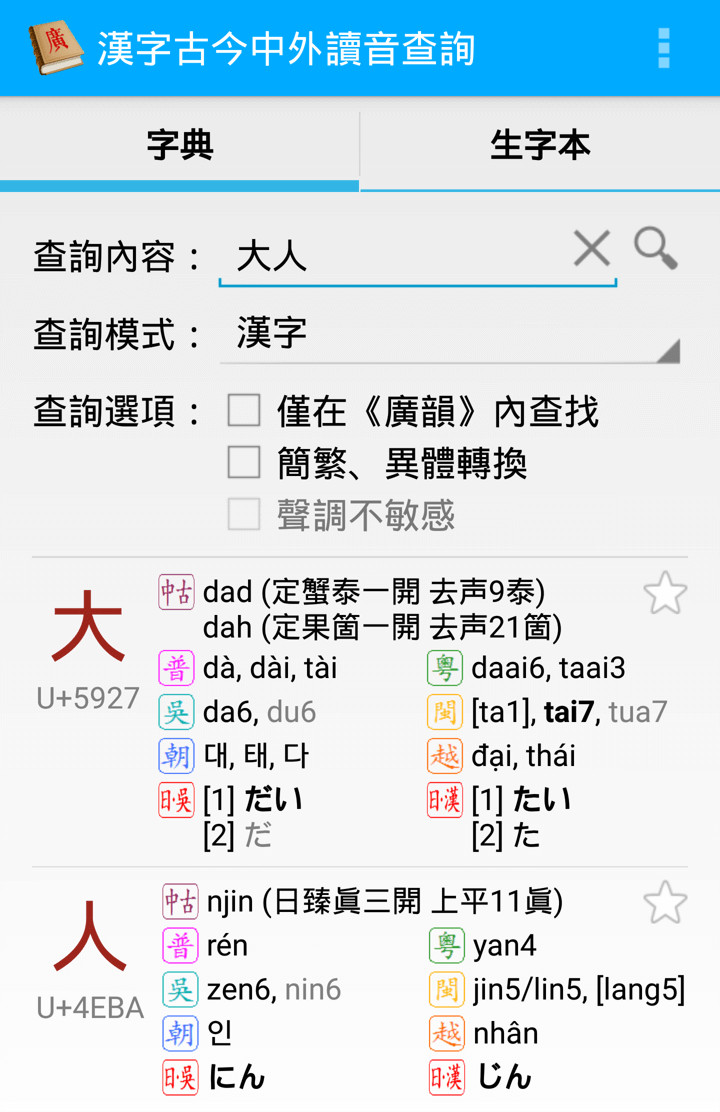 廣 漢字古今中外讀音查詢
字典 生字本
查詢內容： 大人
查詢模式： 漢字
查詢選項： 僅在《廣韻》內查找
簡繁、異體轉換
聲調不敏感
大
U+5927
中古 dad (定蟹泰一開 去声9泰)
dah (定果箇一開 去声21箇)
普 dà, dài, tài 粵 daai6, taai3
吳 da6, du6 閩 [ta1], tai7, tua7
朝 대, 태, 다 越 đại, thái
日·吳 [1] だい 日·漢 [1] たい
[2] だ [2] た
人
U+4EBA
中古 njin (日臻眞三開 上平11眞)
普 rén 粵 yan4
吳 zen6, nin6 閩 jin5/lin5, [lang5]
朝 인 越 nhân
日·吳 にん 日·漢 じん